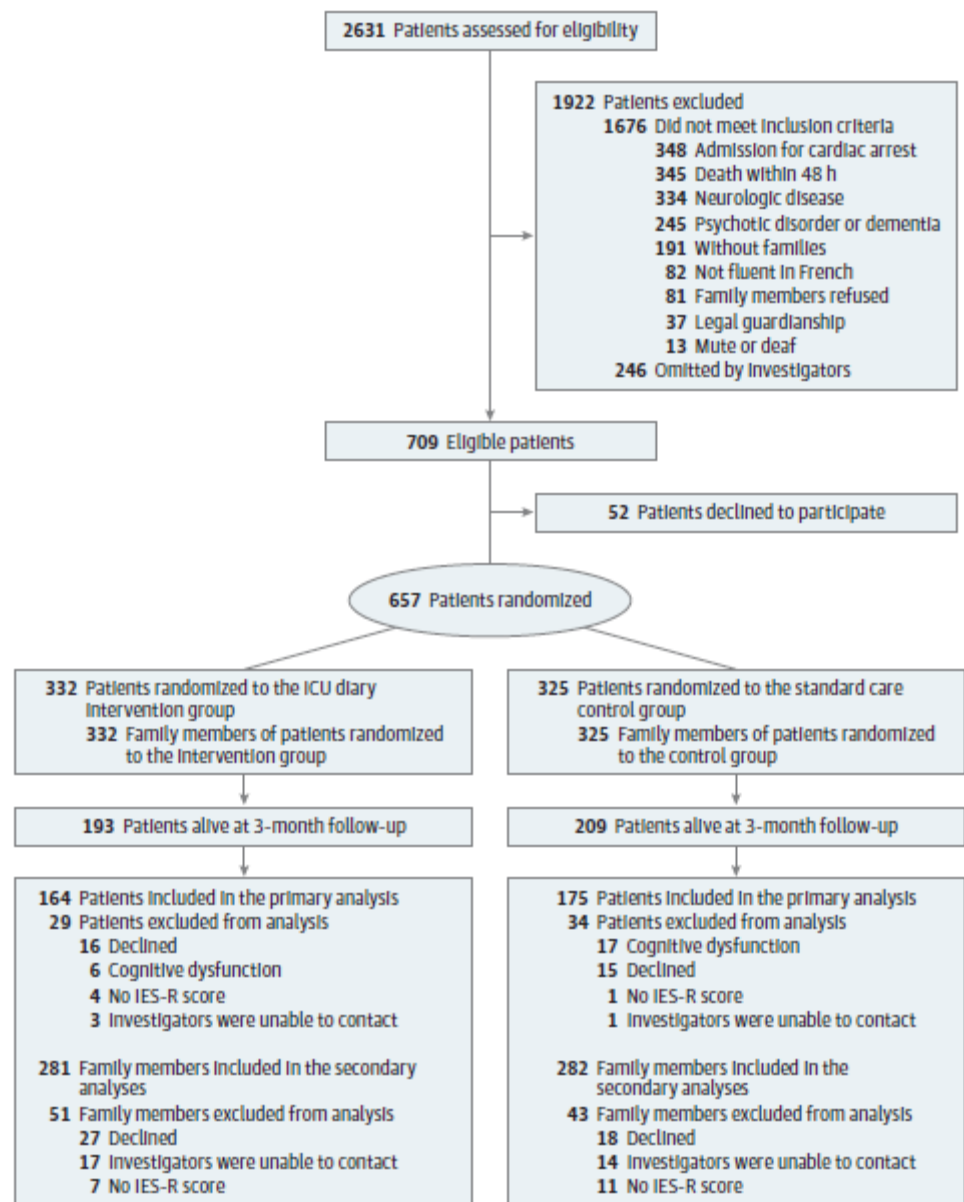 2631 Patients assessed for eligibility
1922 Patients excluded
1676 Did not meet inclusion criteria
348 Admission for cardiac arrest
345 Death within 48 h
334 Neurologic disease
245 Psychotic disorder or dementia
191 Without families
82 Not fluent in French
81 Family members refused
37 Legal guardianship
13 Mute or deaf
246 Omitted by investigators
709 Eligible patients
52 Patients declined to participate
657 Patients randomized
332 Patients randomized to the ICU diary
intervention group
332 Family members of patients randomized
to the intervention group
325 Patients randomized to the standard care
control group
325 Family members of patients randomized
to the control group
193 Patients alive at 3-month follow-up
209 Patients alive at 3-month follow-up
164 Patients included in the primary analysis
29 Patients excluded from analysis
16 Declined
6 Cognitive dysfunction
4 No IES-R score
3 Investigators were unable to contact
281 Family members included in the secondary
analyses
51 Family members excluded from analysis
27 Declined
17 Investigators were unable to contact
7 No IES-R score
175 Patients included in the primary analysis
34 Patients excluded from analysis
17 Cognitive dysfunction
15 Declined
1 No IES-R score
1 Investigators were unable to contact
282 Family members included in the
secondary analyses
43 Family members excluded from analysis
18 Declined
14 Investigators were unable to contact
11 No IES-R score